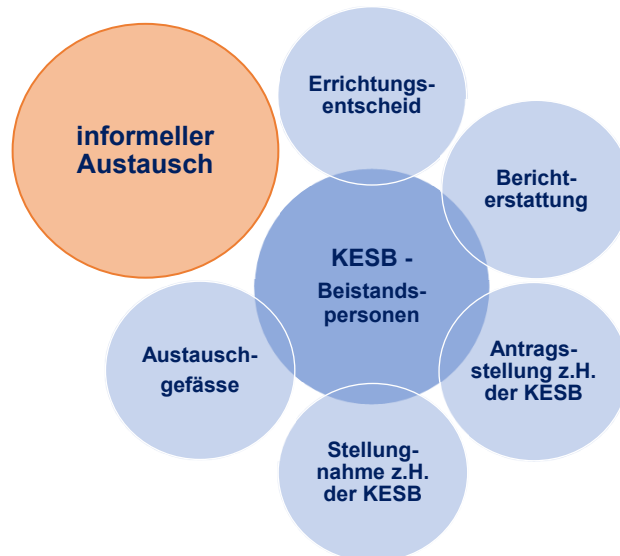 informeller
Austausch
Errichtungs-
entscheid
Bericht-
erstattung
KESB -
Beistands-
personen
Antrags-
stellung z.H.
der KESB
Austausch-
gefässe
Stellung-
nahme z.H.
der KESB